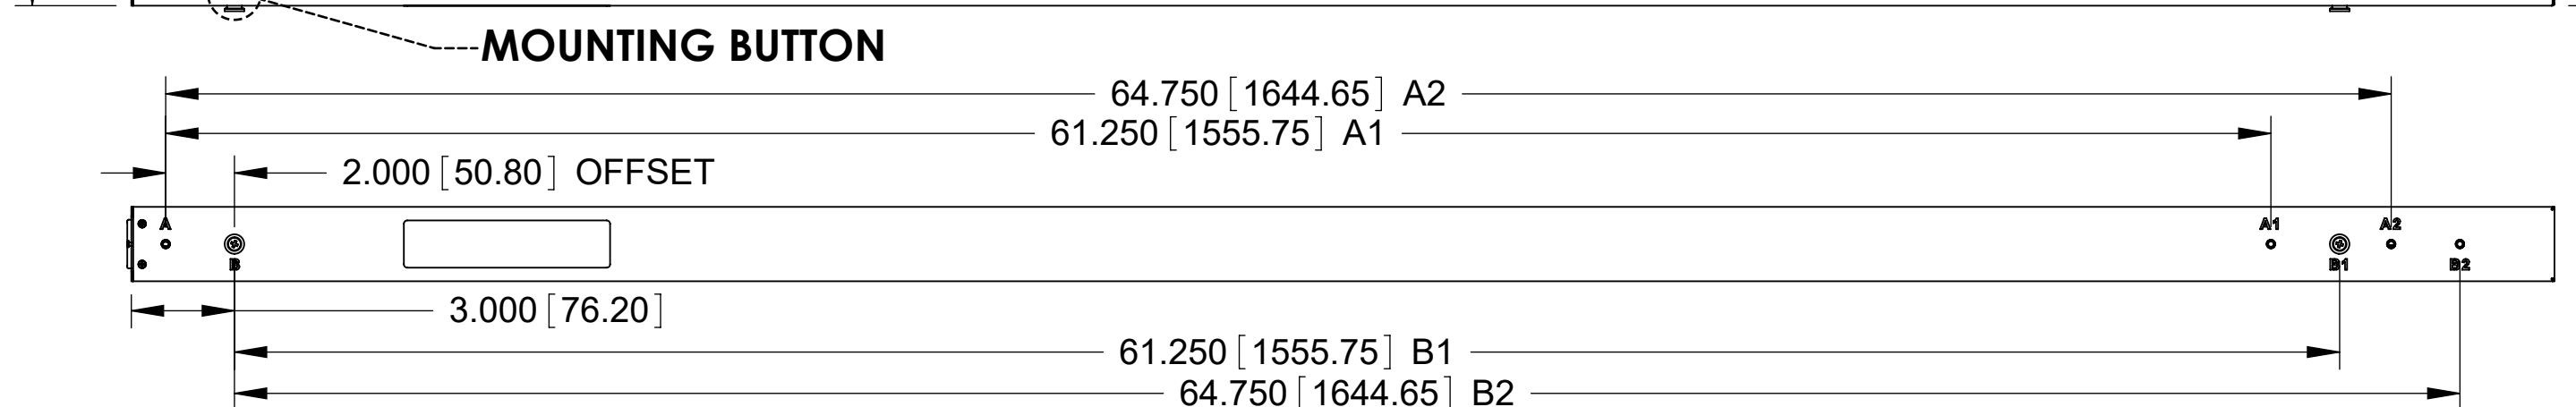 MOUNTING BUTTON
64.750 [1644.65] A2
61.250 [1555.75] A1
2.000 [50.80] OFFSET
A A1 A2
B B1 B2
3.000 [76.20]
61.250 [1555.75] B1
64.750 [1644.65] B2